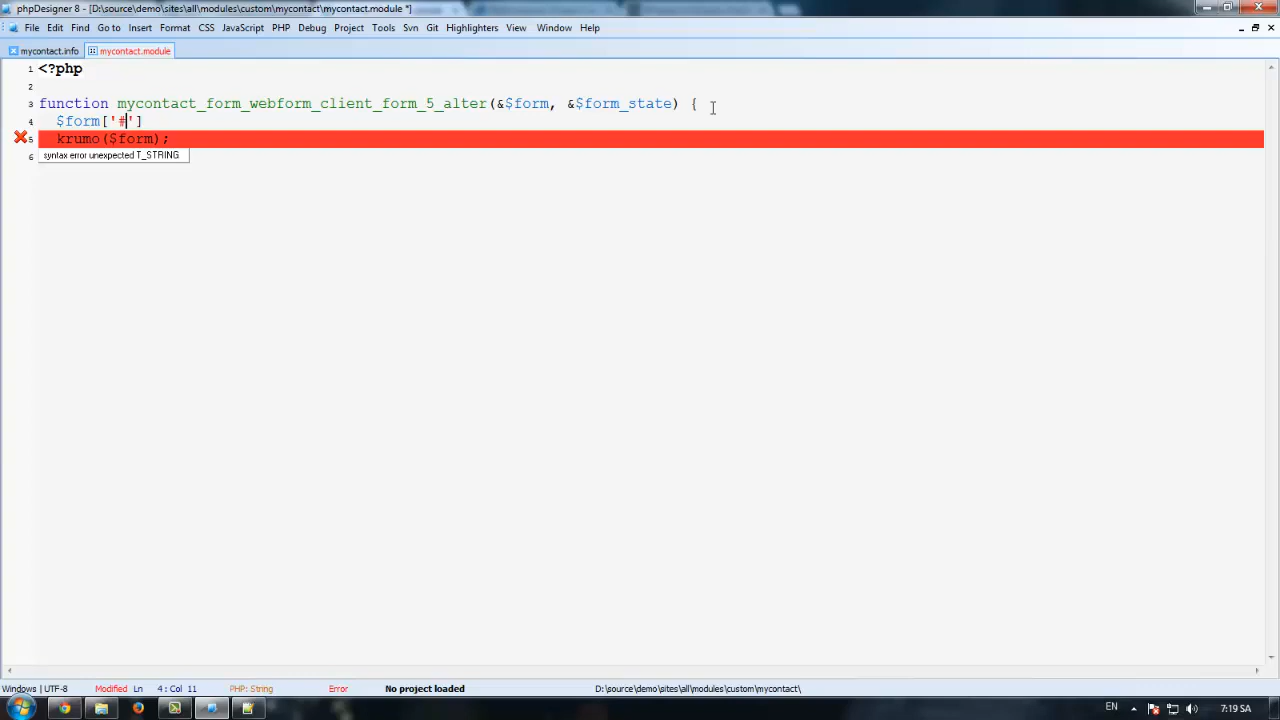 phpDesigner 8 - [D:\source\demo\sites\all\modules\custom\mycontact\mycontact.module *]
File Edit Find Go to Insert Format CSS JavaScript PHP Debug Project Tools Svn Git Highlighters View Window Help
mycontact.info mycontact.module
1 <?php
2
3 function mycontact_form_webform_client_form_5_alter(&$form, &$form_state) {
4 $form['#']
5 krumo($form);
syntax error unexpected T_STRING
6
Windows | UTF-8 Modified Ln 4 : Col 11 PHP: String Error No project loaded D:\source\demo\sites\all\modules\custom\mycontact\
EN 7:19 SA